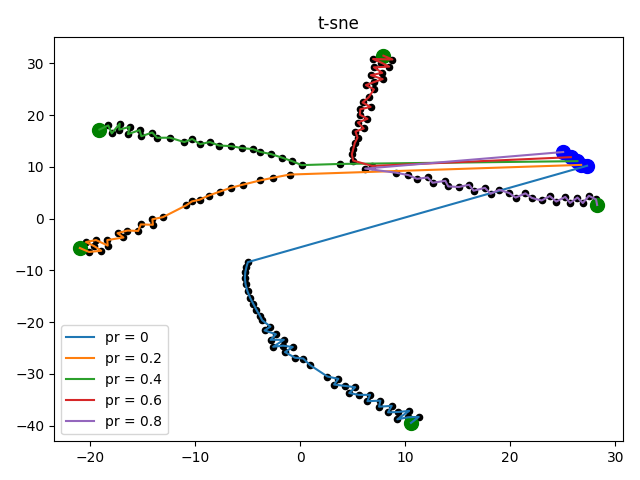 t-sne
30
20
10
0
−10
−20
−30
−40
pr = 0
pr = 0.2
pr = 0.4
pr = 0.6
pr = 0.8
−20
−10
0
10
20
30